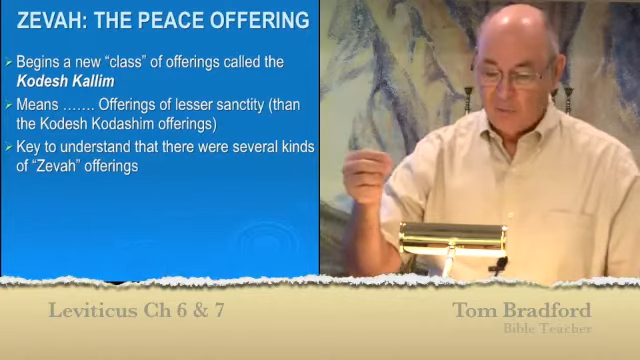 ZEVAH: THE PEACE OFFERING
Begins a new “class” of offerings called the
Kodesh Kallim
Means ……. Offerings of lesser sanctity (than
the Kodesh Kodashim offerings)
Key to understand that there were several kinds
of “Zevah” offerings
Leviticus Ch 6 & 7
Tom Bradford
Bible Teacher